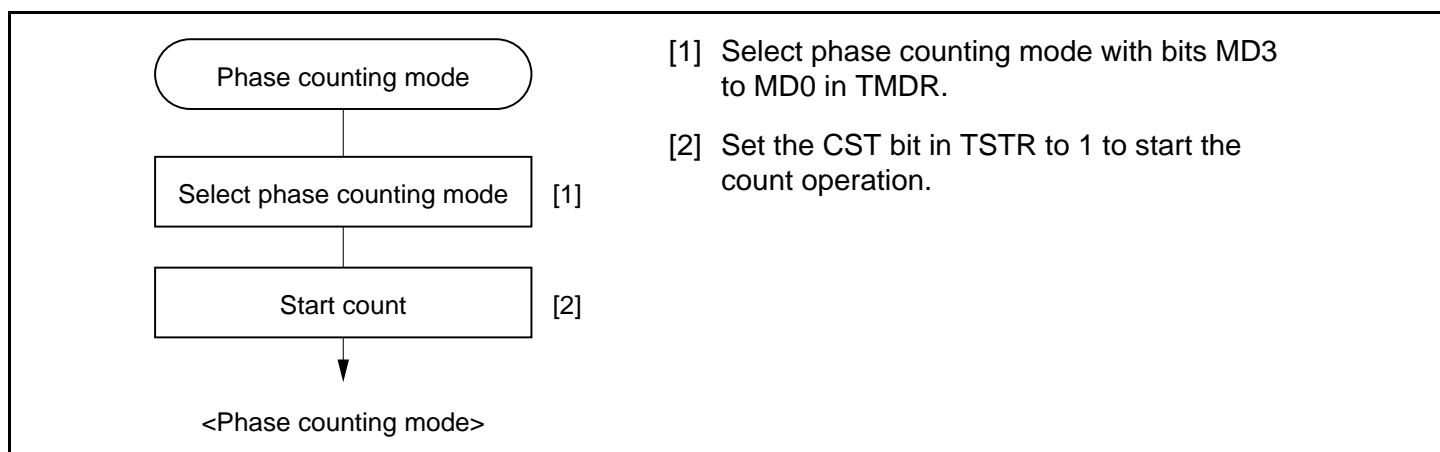 Phase counting mode
Select phase counting mode [1]
Start count [2]
<Phase counting mode>
[1] Select phase counting mode with bits MD3
to MD0 in TMDR.
[2] Set the CST bit in TSTR to 1 to start the
count operation.